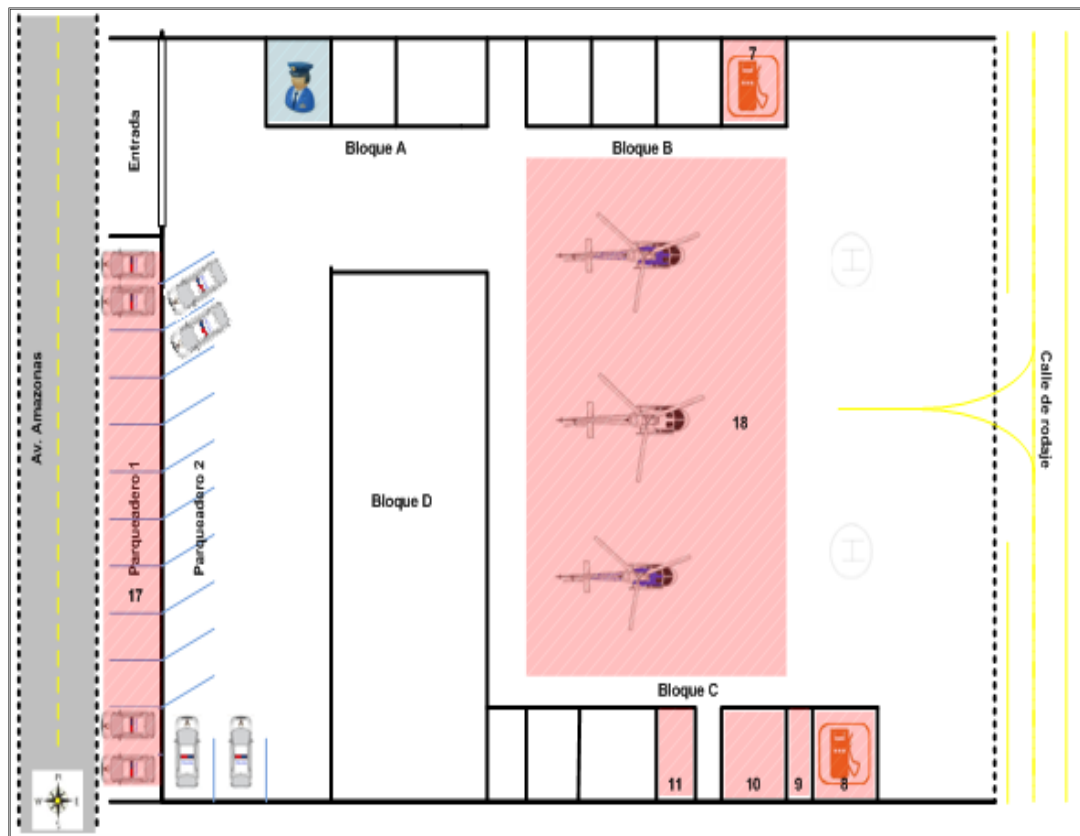 7
Entrada
Bloque A
Bloque B
Av. Amazonas
H
18
Calle de rodaje
Parqueadero 1
Parqueadero 2
Bloque D
H
17
Bloque C
11
10
9
8
N
W
E